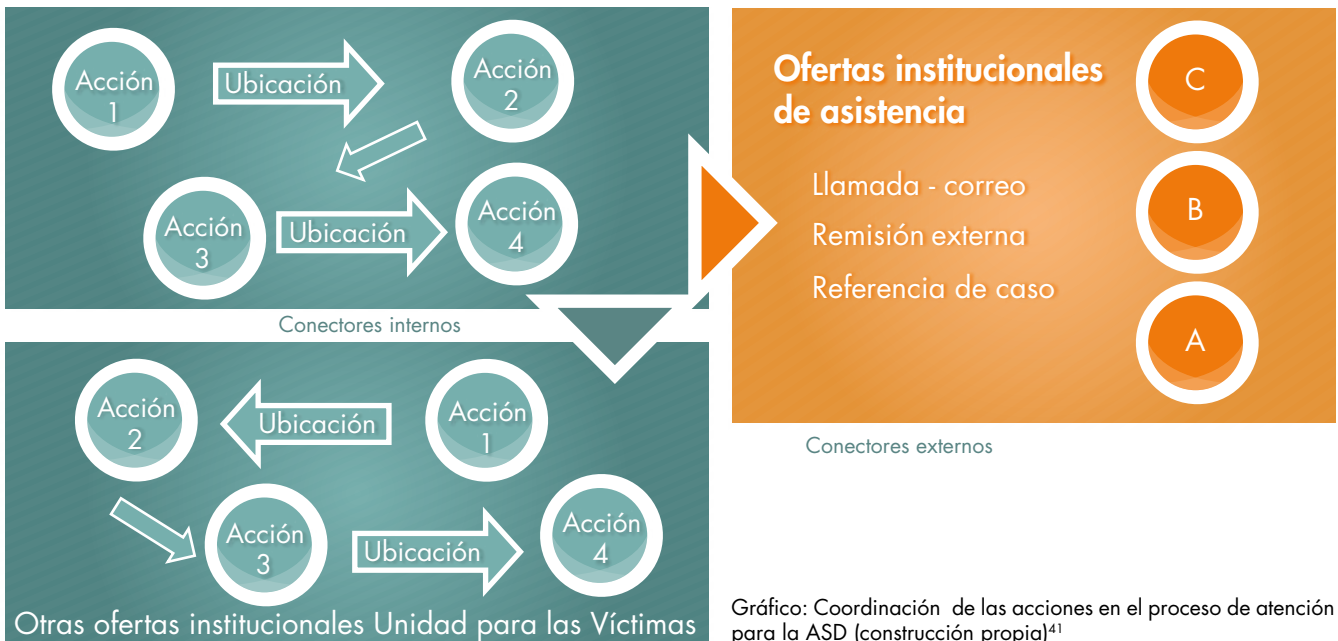 Acción
1
Ubicación
Acción
2
Acción
3
Ubicación
Acción
4
Conectores internos
Acción
2
Ubicación
Acción
1
Acción
3
Ubicación
Acción
4
Otras ofertas institucionales Unidad para las Víctimas
Ofertas institucionales
de asistencia
Llamada - correo
Remisión externa
Referencia de caso
C
B
A
Conectores externos
Gráfico: Coordinación de las acciones en el proceso de atención
para la ASD (construcción propia)⁴¹